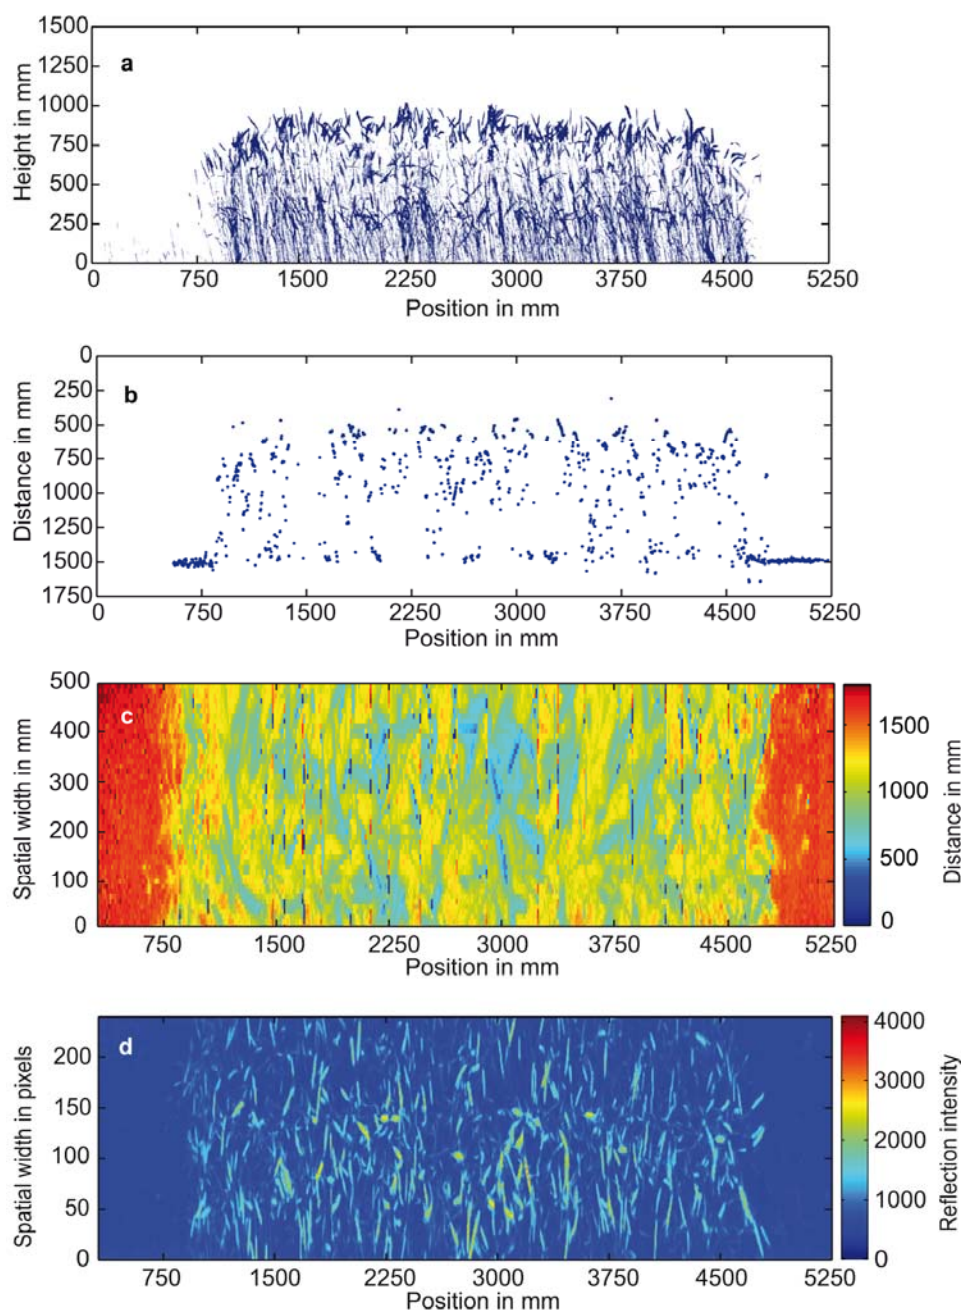 1500
1250
1000
750
500
250
0
Height in mm
a
0 750 1500 2250 3000 3750 4500 5250
Position in mm
0
250
500
750
1000
1250
1500
1750
Distance in mm
b
0 750 1500 2250 3000 3750 4500 5250
Position in mm
500
400
300
200
100
0
Spatial width in mm
c
750 1500 2250 3000 3750 4500 5250
Position in mm
1500
1000
500
0
Distance in mm
200
150
100
50
0
Spatial width in pixels
d
750 1500 2250 3000 3750 4500 5250
Position in mm
4000
3000
2000
1000
0
Reflection intensity